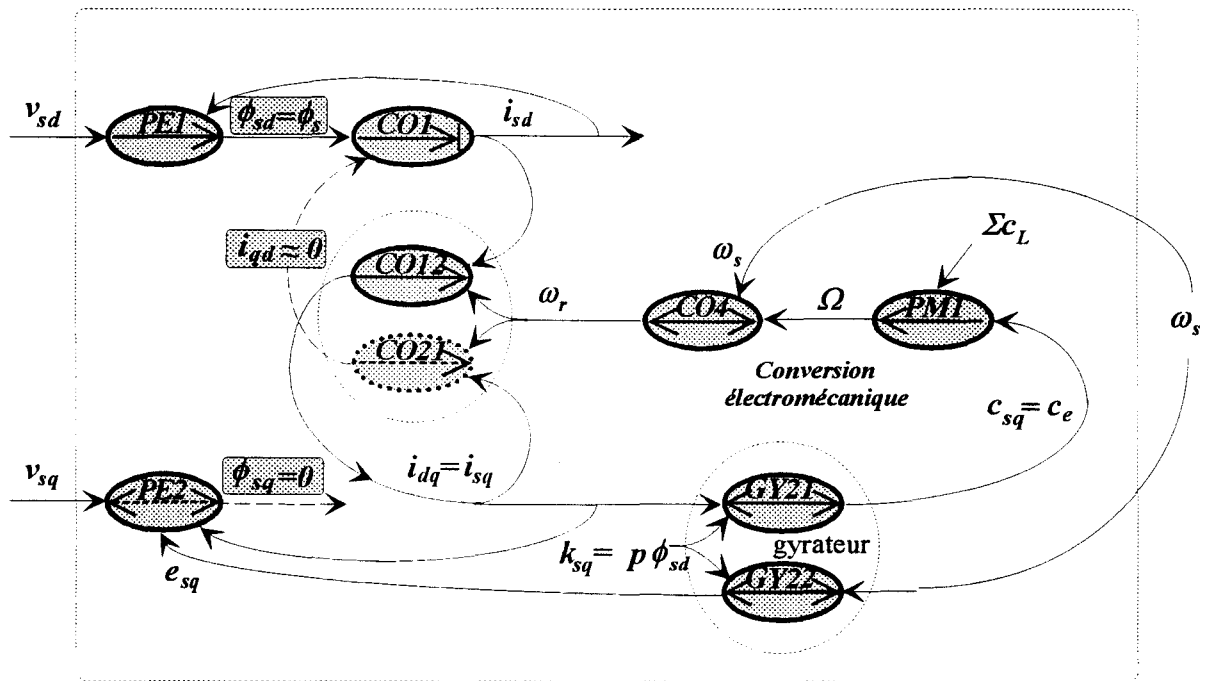 v_sd
PE1
ϕ_sd=ϕ_s
CO1
i_sd
i_qd ≈ 0
CO12
CO21
ω_r
ω_s
CO4
Ω
Σc_L
PM1
ω_s
Conversion
électromécanique
c_sq= c_e
v_sq
PE2
ϕ_sq=0
i_dq= i_sq
GY21
gyrateur
k_sq= p ϕ_sd
GY22
e_sq